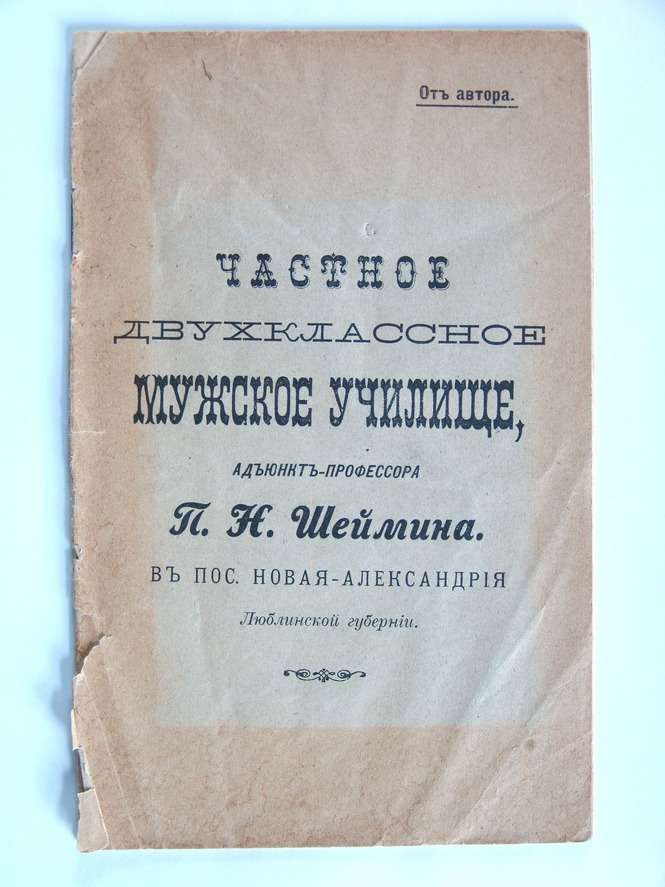 Отъ автора.
ЧАСТНОЕ
ДВУХКЛАССНОЕ
МУЖСКОЕ УЧИЛИЩЕ,
АДЪЮНКТЪ-ПРОФЕССОРА
П. Н. Шеймина.
ВЪ ПОС. НОВАЯ-АЛЕКСАНДРІЯ
Люблинской губерніи.